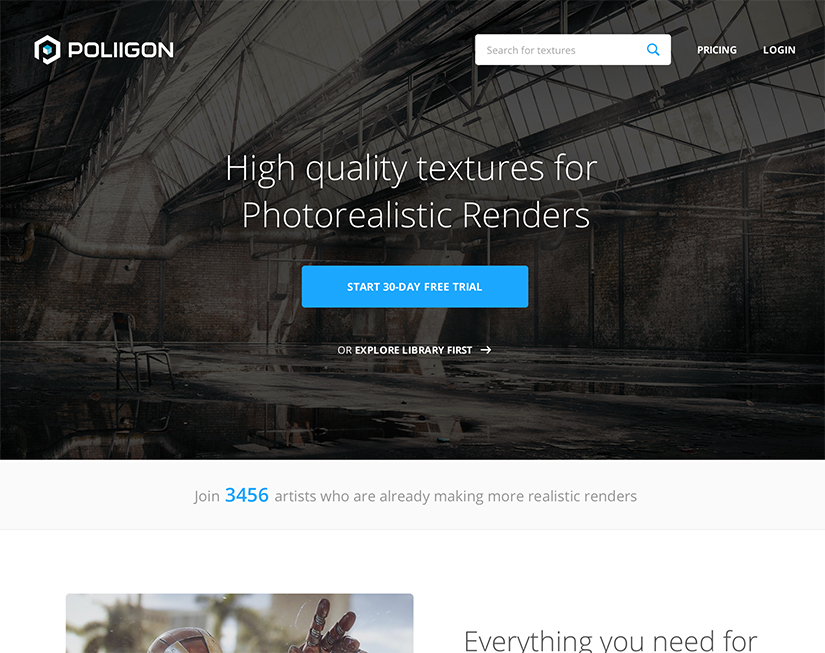 POLIIGON
Search for textures
PRICING
LOGIN
High quality textures for
Photorealistic Renders
START 30-DAY FREE TRIAL
OR EXPLORE LIBRARY FIRST
Join 3456 artists who are already making more realistic renders
Everything you need for